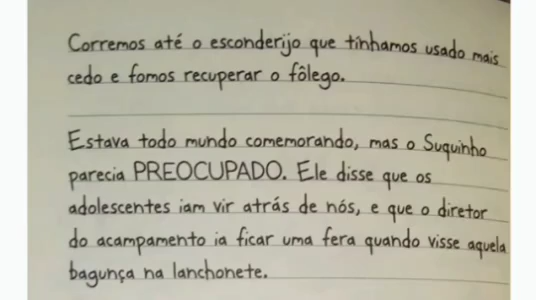 Corremos até o esconderijo que tínhamos usado mais
cedo e fomos recuperar o fôlego.
Estava todo mundo comemorando, mas o Suquinho
parecia PREOCUPADO. Ele disse que os
adolescentes iam vir atrás de nós, e que o diretor
do acampamento ia ficar uma fera quando visse aquela
bagunça na lanchonete.